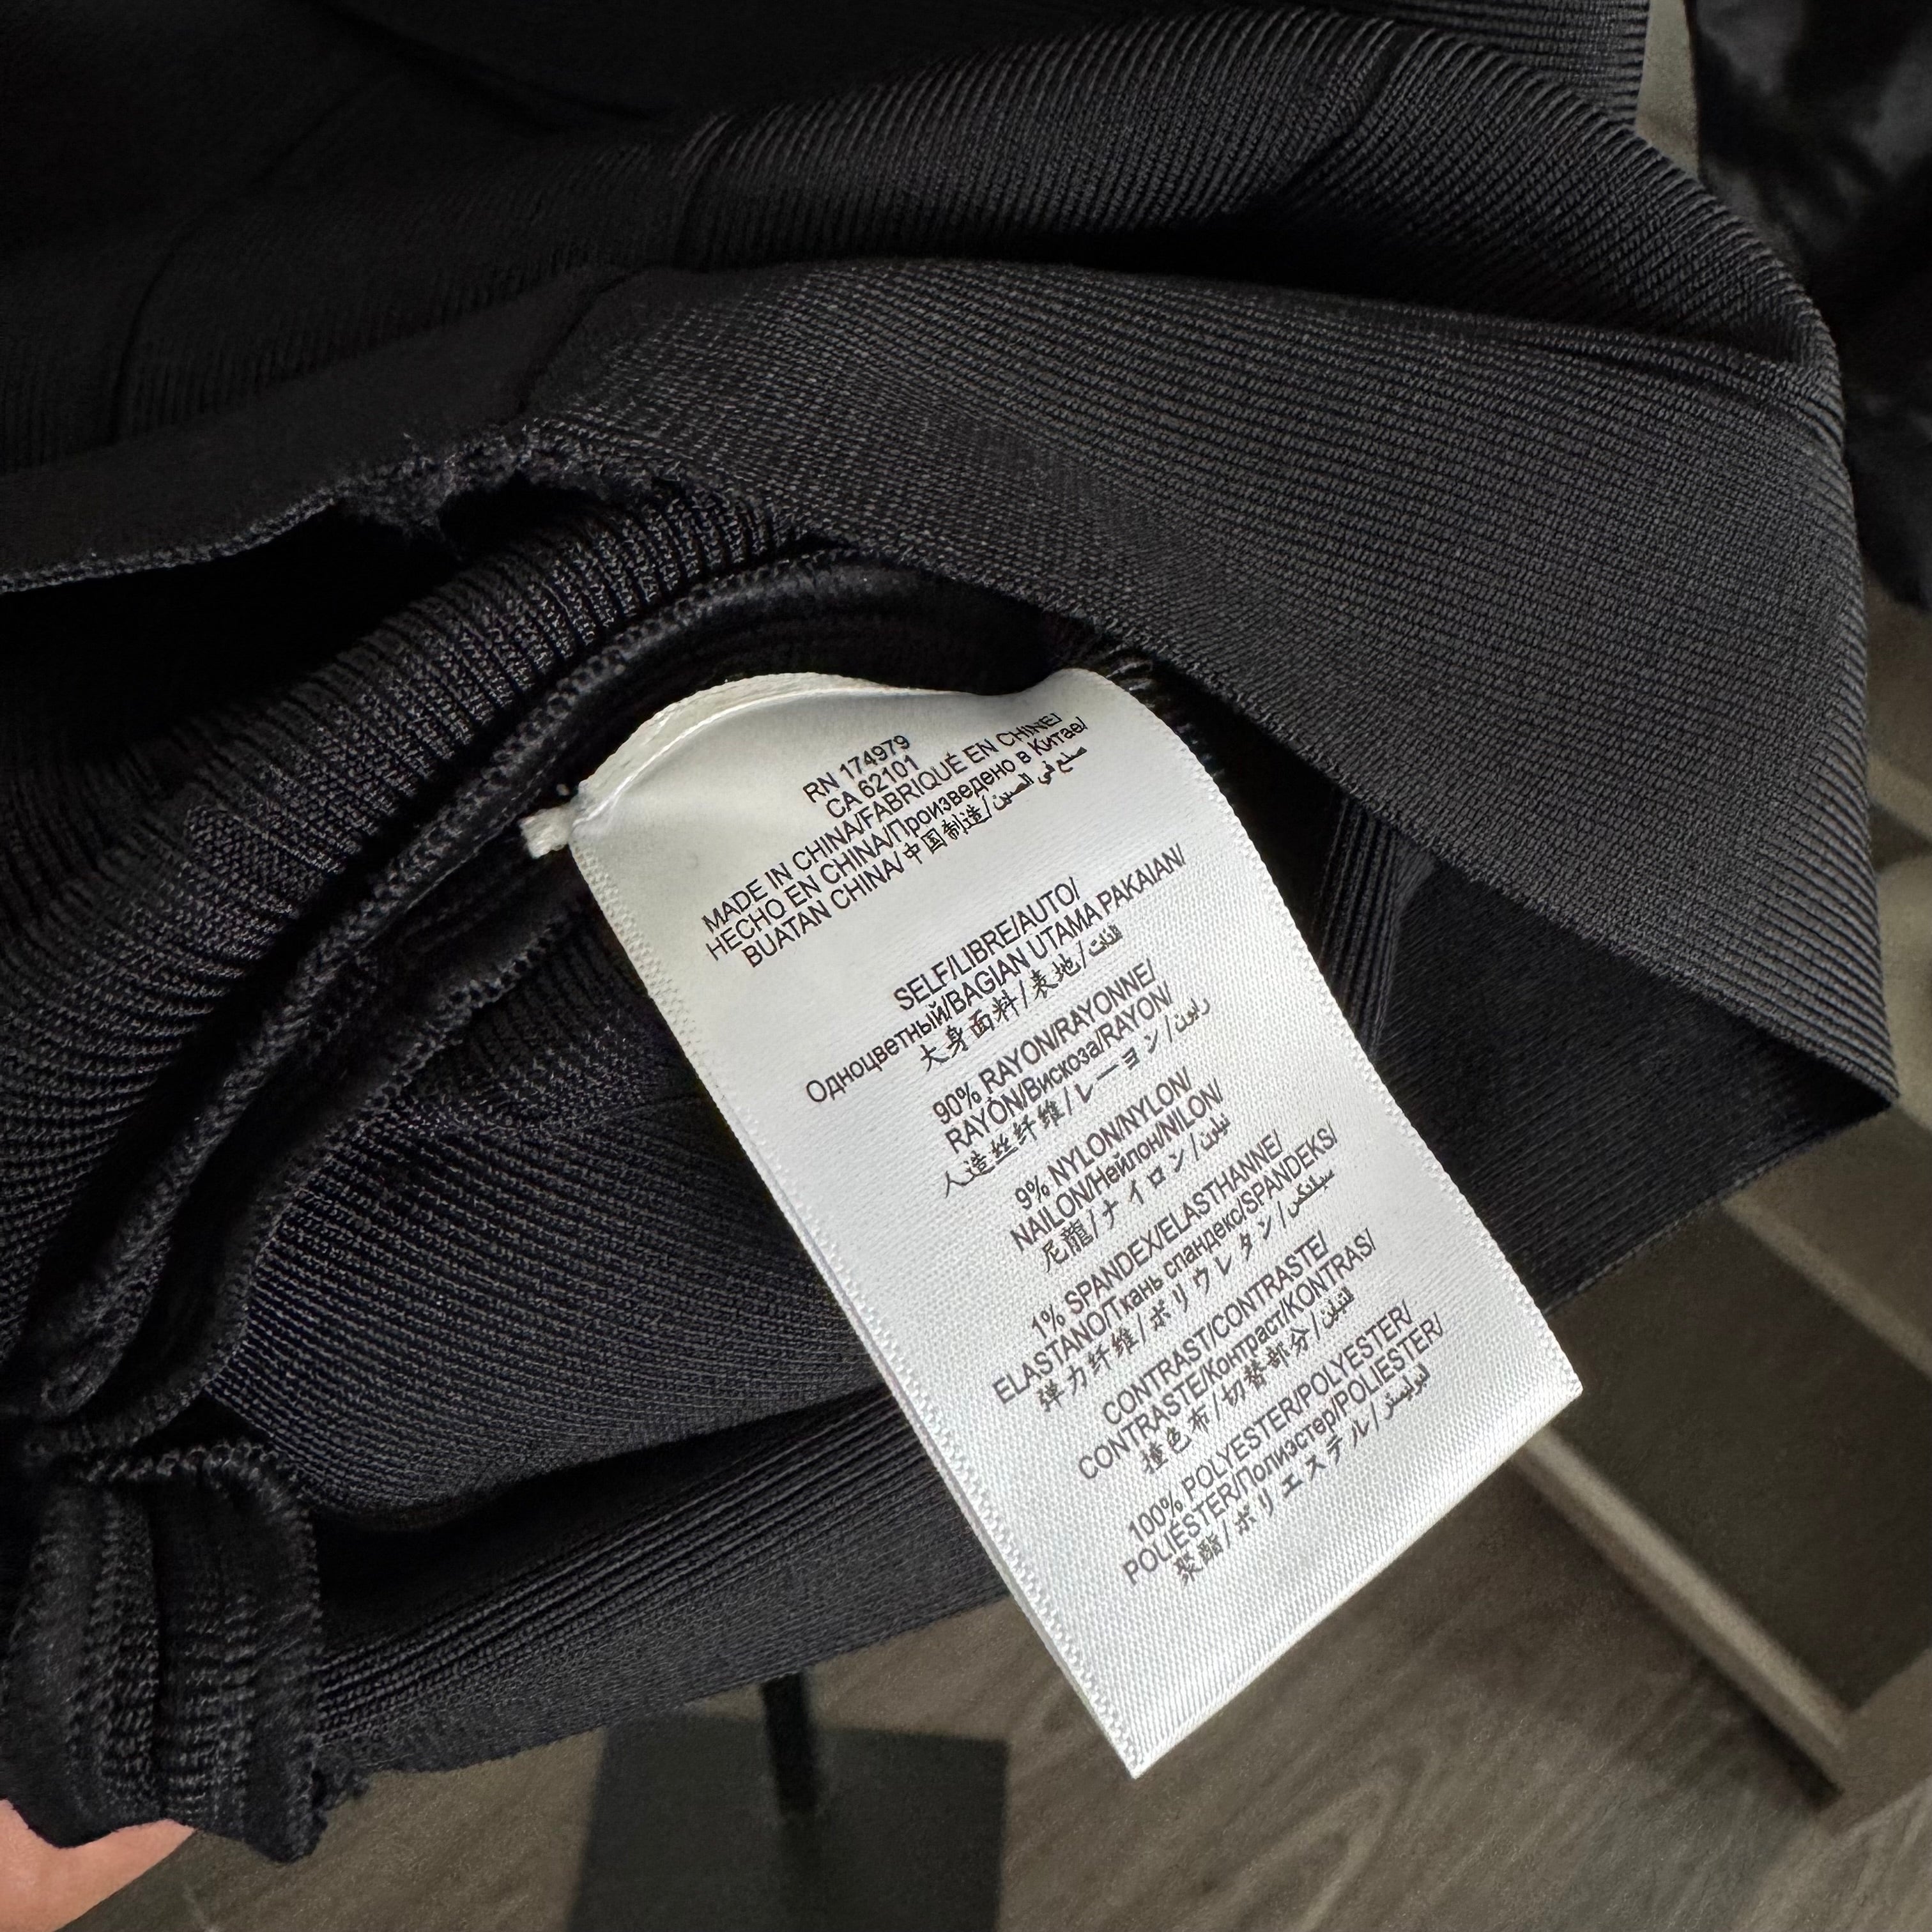 RN 174979
CA 62101
MADE IN CHINA/FABRIQUÉ EN CHINE/
HECHO EN CHINA/Произведено в Китае/
BUATAN CHINA/中国制造/صنع في الصين
SELF/LIBRE/AUTO/
Одноцветный/BAGIAN UTAMA PAKAIAN/
大身面料/表地/الذات
90% RAYON/RAYONNE/
RAYÓN/Вискоза/RAYON/
人造丝纤维/レーヨン/رايون
9% NYLON/NYLON/
NAILON/Нейлон/NILON/
尼龍/ナイロン/نيلون
1% SPANDEX/ELASTHANNE/
ELASTANO/Ткань спандекс/SPANDEKS/
弹力纤维/ポリウレタン/سباندكس
CONTRAST/CONTRASTE/
CONTRASTE/Контраст/KONTRAS/
撞色布/切替部分/التباين
100% POLYESTER/POLYESTER/
POLIÉSTER/Полиэстер/POLIESTER/
聚酯/ポリエステル/البوليستر